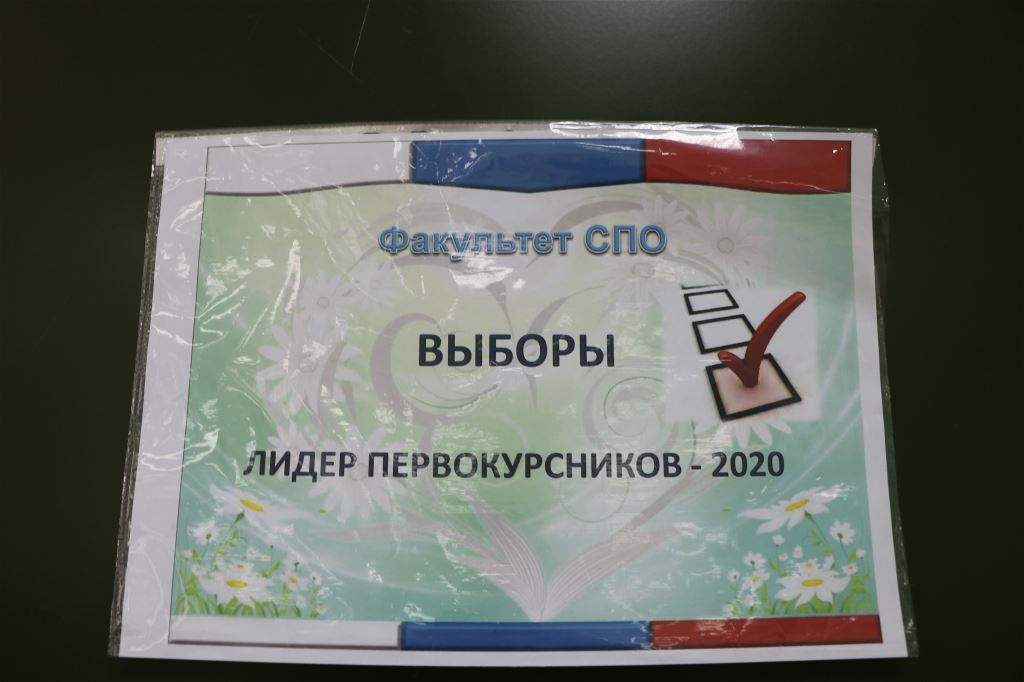 Факультет СПО
ВЫБОРЫ
ЛИДЕР ПЕРВОКУРСНИКОВ - 2020